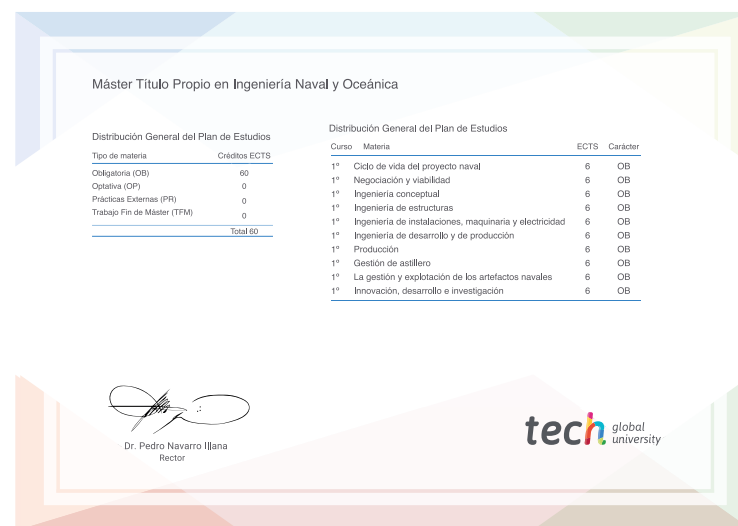 Máster Título Propio en Ingeniería Naval y Oceánica
Distribución General del Plan de Estudios
Tipo de materia Créditos ECTS
Obligatoria (OB) 60
Optativa (OP) 0
Prácticas Externas (PR) 0
Trabajo Fin de Máster (TFM) 0
Total 60
Distribución General del Plan de Estudios
Curso Materia ECTS Carácter
1º Ciclo de vida del proyecto naval 6 OB
1º Negociación y viabilidad 6 OB
1º Ingeniería conceptual 6 OB
1º Ingeniería de estructuras 6 OB
1º Ingeniería de instalaciones, maquinaria y electricidad 6 OB
1º Ingeniería de desarrollo y de producción 6 OB
1º Producción 6 OB
1º Gestión de astillero 6 OB
1º La gestión y explotación de los artefactos navales 6 OB
1º Innovación, desarrollo e investigación 6 OB
Dr. Pedro Navarro Illana
Rector
tech global
university